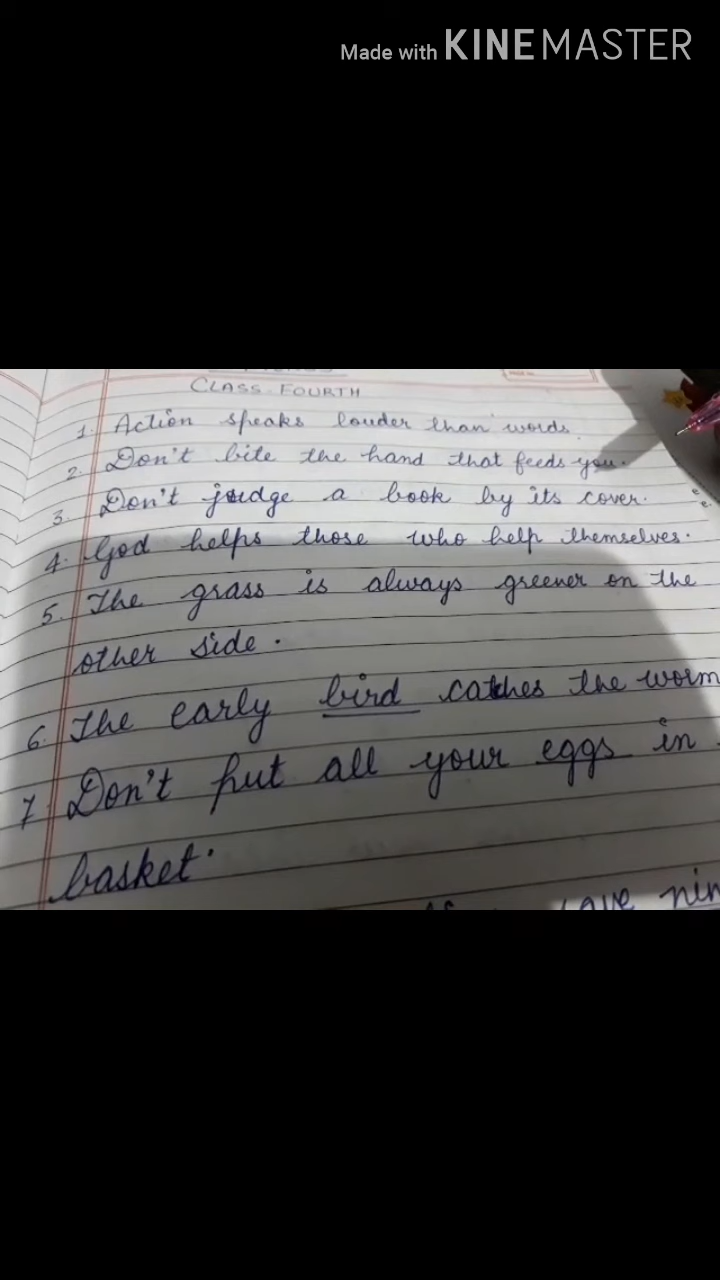 Made with KINEMASTER
CLASS-FOURTH
1. Action speaks louder than words.
2. Don't bite the hand that feeds you.
3. Don't judge a book by its cover.
4. God helps those who help themselves.
5. The grass is always greener on the
other side.
6. The early bird catches the worm
7. Don't put all your eggs in
basket.